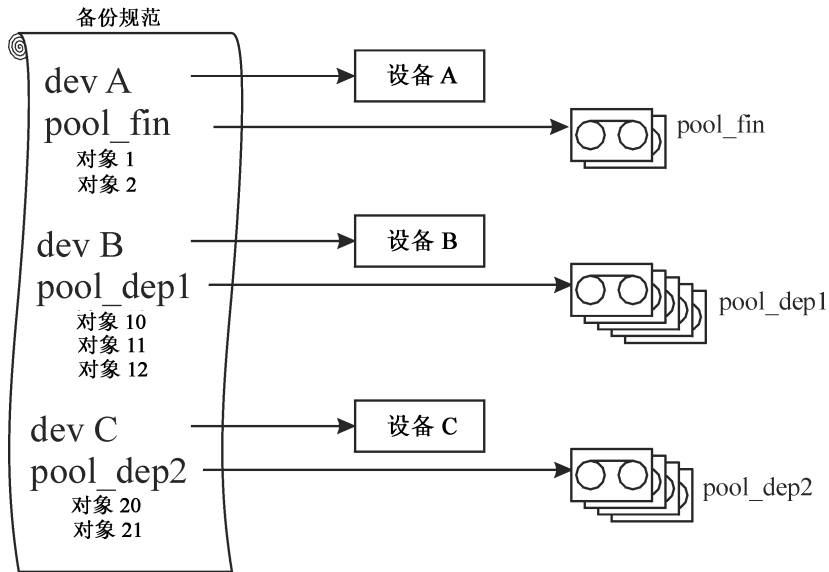 备份规范
dev A
设备 A
pool_fin
pool_fin
对象 1
对象 2
dev B
设备 B
pool_dep1
pool_dep1
对象 10
对象 11
对象 12
dev C
设备 C
pool_dep2
pool_dep2
对象 20
对象 21